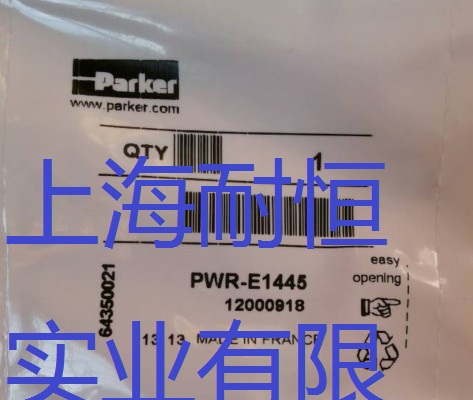 Parker
www.parker.com
QTY 1
上海耐恒
easy
opening
64350021
PWR-E1445
12000918
13 13 MADE IN FRANCE
实业有限